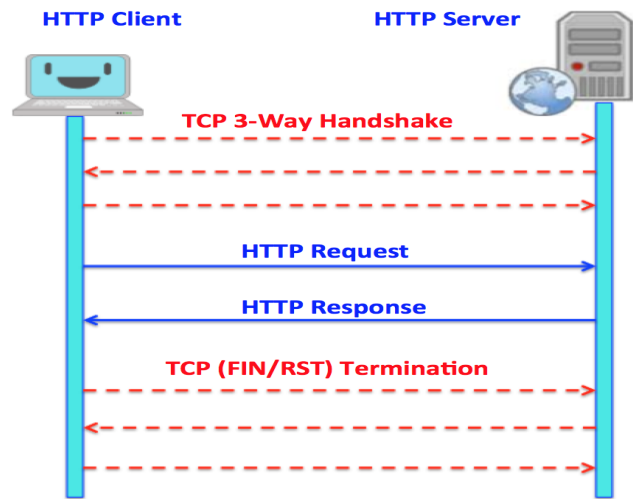 HTTP Client
HTTP Server
TCP 3-Way Handshake
HTTP Request
HTTP Response
TCP (FIN/RST) Termination